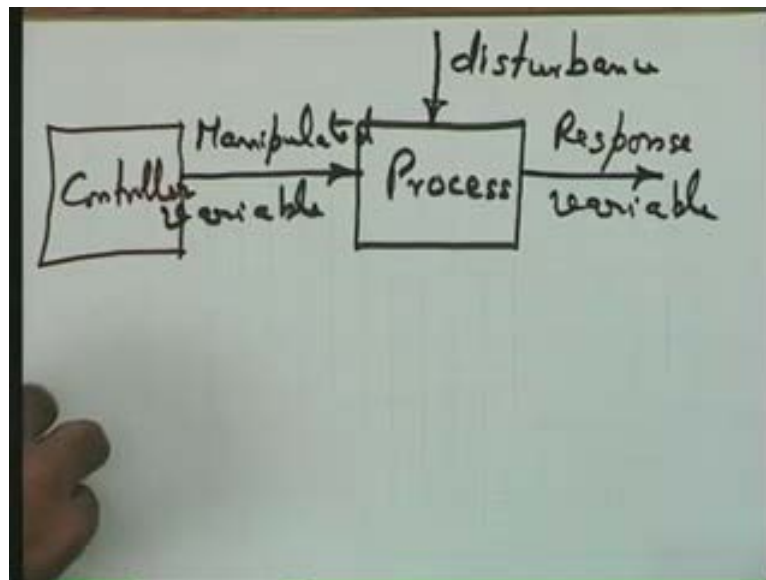 disturbance
Manipulated
variable
Controller
Process
Response
variable